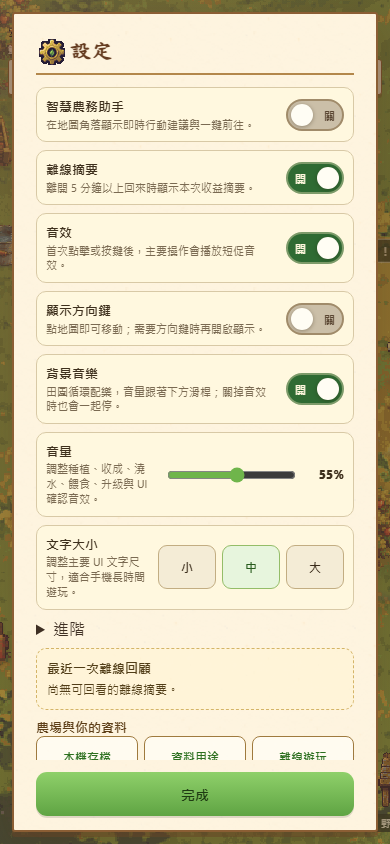 設定
智慧農務助手
在地圖角落顯示即時行動建議與一鍵前往。
關
離線摘要
離開 5 分鐘以上回來時顯示本次收益摘要。
開
音效
首次點擊或按鍵後，主要操作會播放短促音
效。
開
顯示方向鍵
點地圖即可移動；需要方向鍵時再開啟顯示。
關
背景音樂
田園循環配樂，音量跟著下方滑桿；關掉音效
時也會一起停。
開
音量
調整種植、收成、澆
水、餵食、升級與 UI
確認音效。
55%
文字大小
調整主要 UI 文字尺
寸，適合手機長時間
遊玩。
小
中
大
▶ 進階
最近一次離線回顧
尚無可回看的離線摘要。
農場與你的資料
本機存檔
資料用途
離線遊玩
完成
野